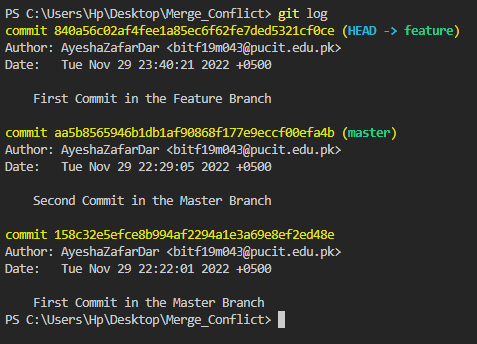 PS C:\Users\Hp\Desktop\Merge_Conflict> git log
commit 840a56c02af4fee1a85ec6f62fe7ded5321cf0ce (HEAD -> feature)
Author: AyeshaZafarDar <bitf19m043@pucit.edu.pk>
Date:   Tue Nov 29 23:40:21 2022 +0500
First Commit in the Feature Branch
commit aa5b8565946b1db1af90868f177e9eccf00efa4b (master)
Author: AyeshaZafarDar <bitf19m043@pucit.edu.pk>
Date:   Tue Nov 29 22:29:05 2022 +0500
Second Commit in the Master Branch
commit 158c32e5efce8b994af2294a1e3a69e8ef2ed48e
Author: AyeshaZafarDar <bitf19m043@pucit.edu.pk>
Date:   Tue Nov 29 22:22:01 2022 +0500
First Commit in the Master Branch
PS C:\Users\Hp\Desktop\Merge_Conflict>